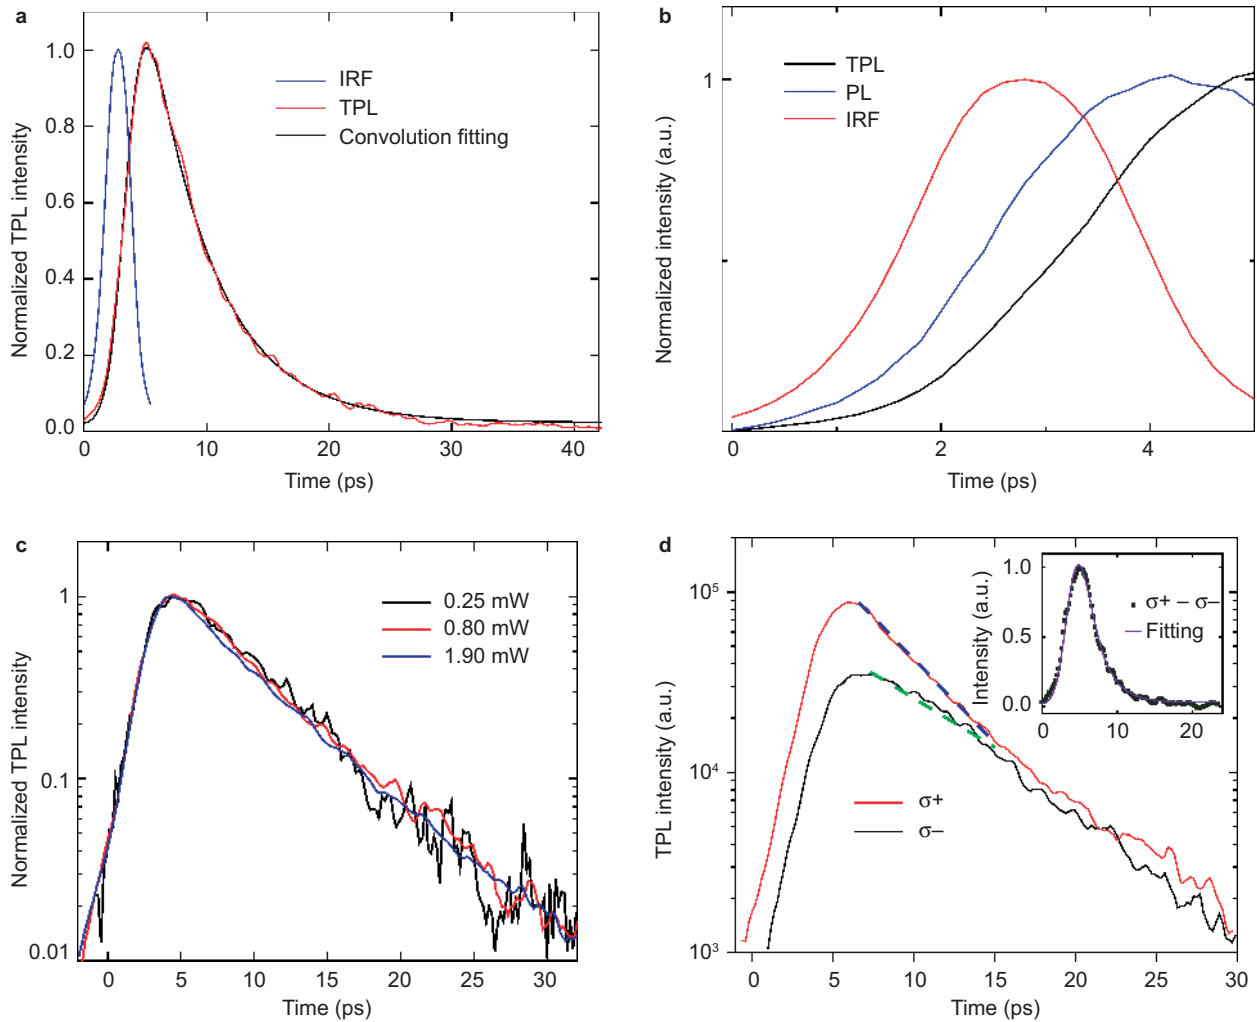 a
Normalized TPL intensity
1.0
0.8
0.6
0.4
0.2
0.0
IRF
TPL
Convolution fitting
0 10 20 30 40
Time (ps)
b
Normalized intensity (a.u.)
1
TPL
PL
IRF
0 2 4
Time (ps)
c
Normalized TPL intensity
1
0.1
0.01
0.25 mW
0.80 mW
1.90 mW
0 5 10 15 20 25 30
Time (ps)
d
TPL intensity (a.u.)
10⁵
10⁴
10³
σ+
σ–
Intensity (a.u.)
1.0
0.5
0.0
σ+ – σ–
Fitting
0 10 20
0 5 10 15 20 25 30
Time (ps)